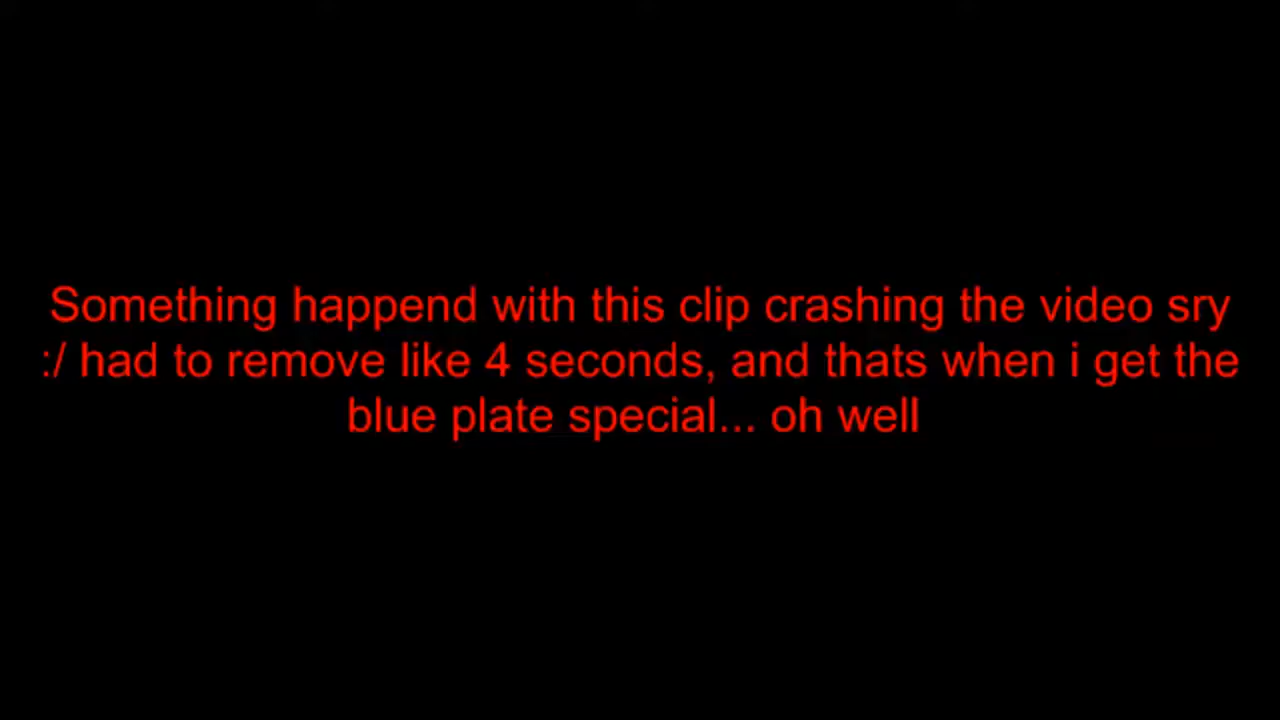 Something happend with this clip crashing the video sry
:/ had to remove like 4 seconds, and thats when i get the
blue plate special... oh well